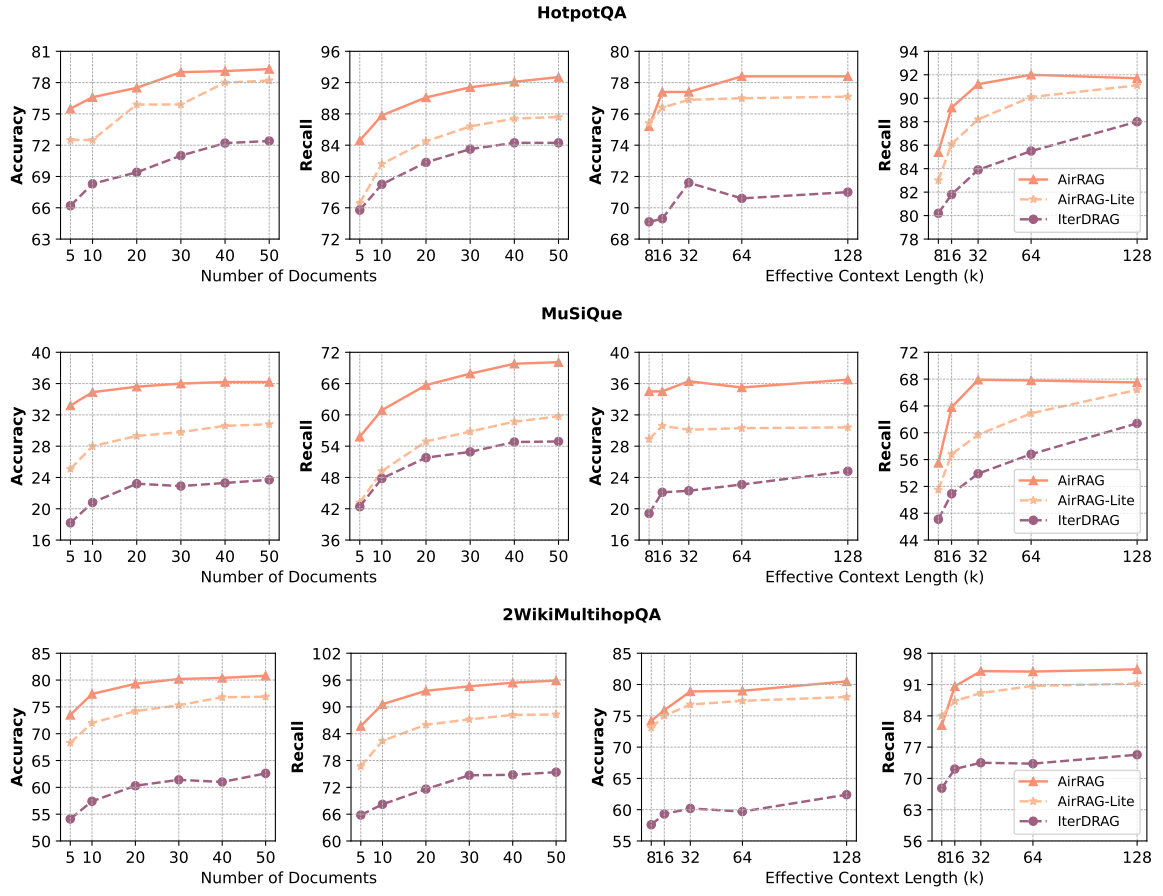 HotpotQA
Accuracy
81
78
75
72
69
66
63
5 10 20 30 40 50
Number of Documents
Recall
96
92
88
84
80
76
72
5 10 20 30 40 50
Accuracy
80
78
76
74
72
70
68
8 16 32 64 128
Effective Context Length (k)
Recall
94
92
90
88
86
84
82
80
78
8 16 32 64 128
AirRAG
AirRAG-Lite
IterDRAG
MuSiQue
Accuracy
40
36
32
28
24
20
16
5 10 20 30 40 50
Number of Documents
Recall
72
66
60
54
48
42
36
5 10 20 30 40 50
Accuracy
40
36
32
28
24
20
16
8 16 32 64 128
Effective Context Length (k)
Recall
72
68
64
60
56
52
48
44
8 16 32 64 128
AirRAG
AirRAG-Lite
IterDRAG
2WikiMultihopQA
Accuracy
85
80
75
70
65
60
55
50
5 10 20 30 40 50
Number of Documents
Recall
102
96
90
84
78
72
66
60
5 10 20 30 40 50
Accuracy
85
80
75
70
65
60
55
8 16 32 64 128
Effective Context Length (k)
Recall
98
91
84
77
70
63
56
8 16 32 64 128
AirRAG
AirRAG-Lite
IterDRAG